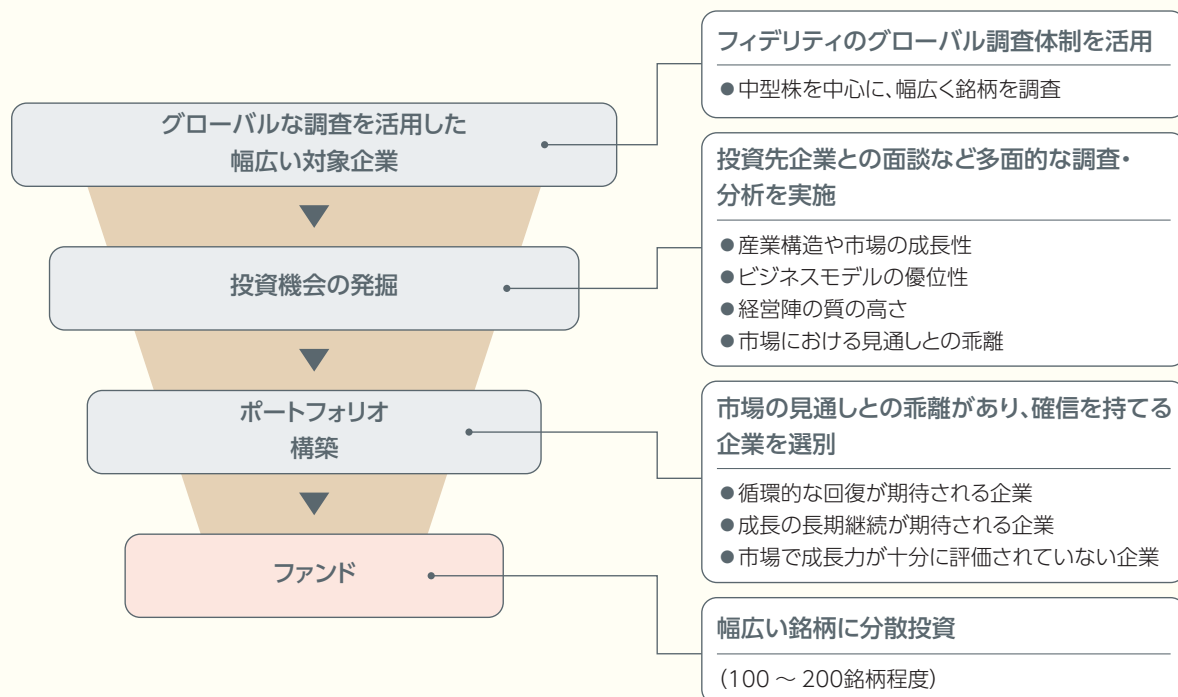 グローバルな調査を活用した
幅広い対象企業
フィデリティのグローバル調査体制を活用
●中型株を中心に、幅広く銘柄を調査
投資機会の発掘
投資先企業との面談など多面的な調査・
分析を実施
●産業構造や市場の成長性
●ビジネスモデルの優位性
●経営陣の質の高さ
●市場における見通しとの乖離
ポートフォリオ
構築
市場の見通しとの乖離があり、確信を持てる
企業を選別
●循環的な回復が期待される企業
●成長の長期継続が期待される企業
●市場で成長力が十分に評価されていない企業
ファンド
幅広い銘柄に分散投資
(100 ～ 200銘柄程度)